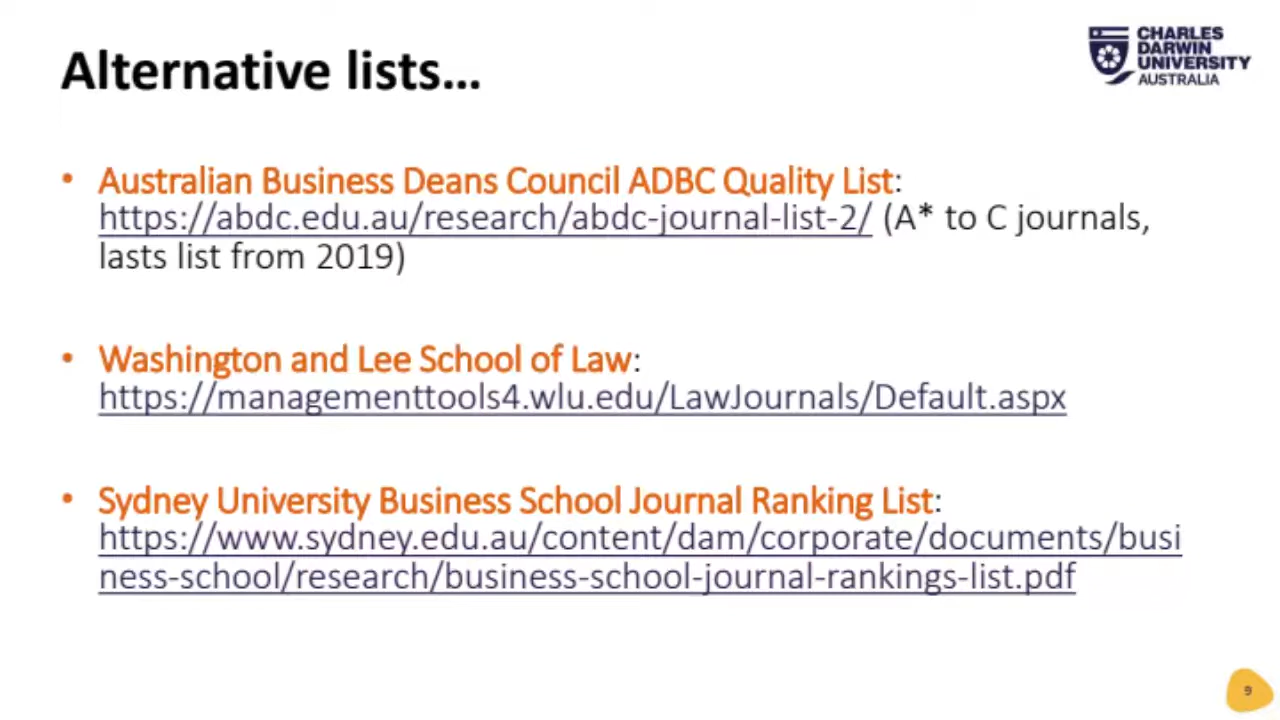 Alternative lists...
CHARLES
DARWIN
UNIVERSITY
AUSTRALIA
• Australian Business Deans Council ADBC Quality List:
https://abdc.edu.au/research/abdc-journal-list-2/ (A* to C journals,
lasts list from 2019)
• Washington and Lee School of Law:
https://managementtools4.wlu.edu/LawJournals/Default.aspx
• Sydney University Business School Journal Ranking List:
https://www.sydney.edu.au/content/dam/corporate/documents/busi
ness-school/research/business-school-journal-rankings-list.pdf
9